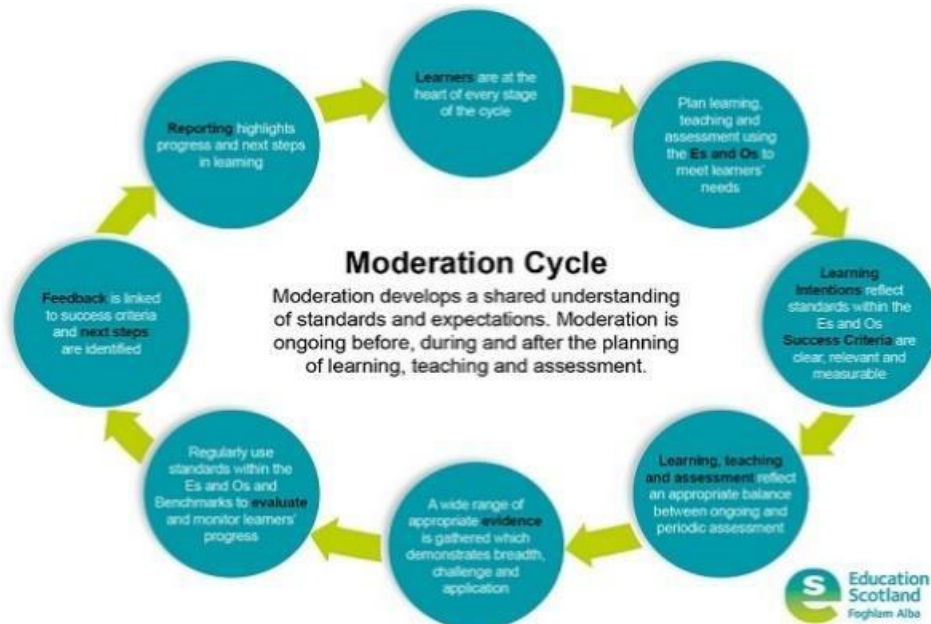 Learners are at the
heart of every stage
of the cycle
Plan learning,
teaching and
assessment using
the Es and Os to
meet learners'
needs
Learning
Intentions reflect
standards within the
Es and Os
Success Criteria are
clear, relevant and
measurable
Learning, teaching
and assessment reflect
an appropriate balance
between ongoing and
periodic assessment
A wide range of
appropriate evidence
is gathered which
demonstrates breadth,
challenge and
application
Regularly use
standards within the
Es and Os and
Benchmarks to evaluate
and monitor learners'
progress
Feedback is linked
to success criteria
and next steps
are identified
Reporting highlights
progress and next steps
in learning
Moderation Cycle
Moderation develops a shared understanding
of standards and expectations. Moderation is
ongoing before, during and after the planning
of learning, teaching and assessment.
Education
Scotland
Foghlam Alba